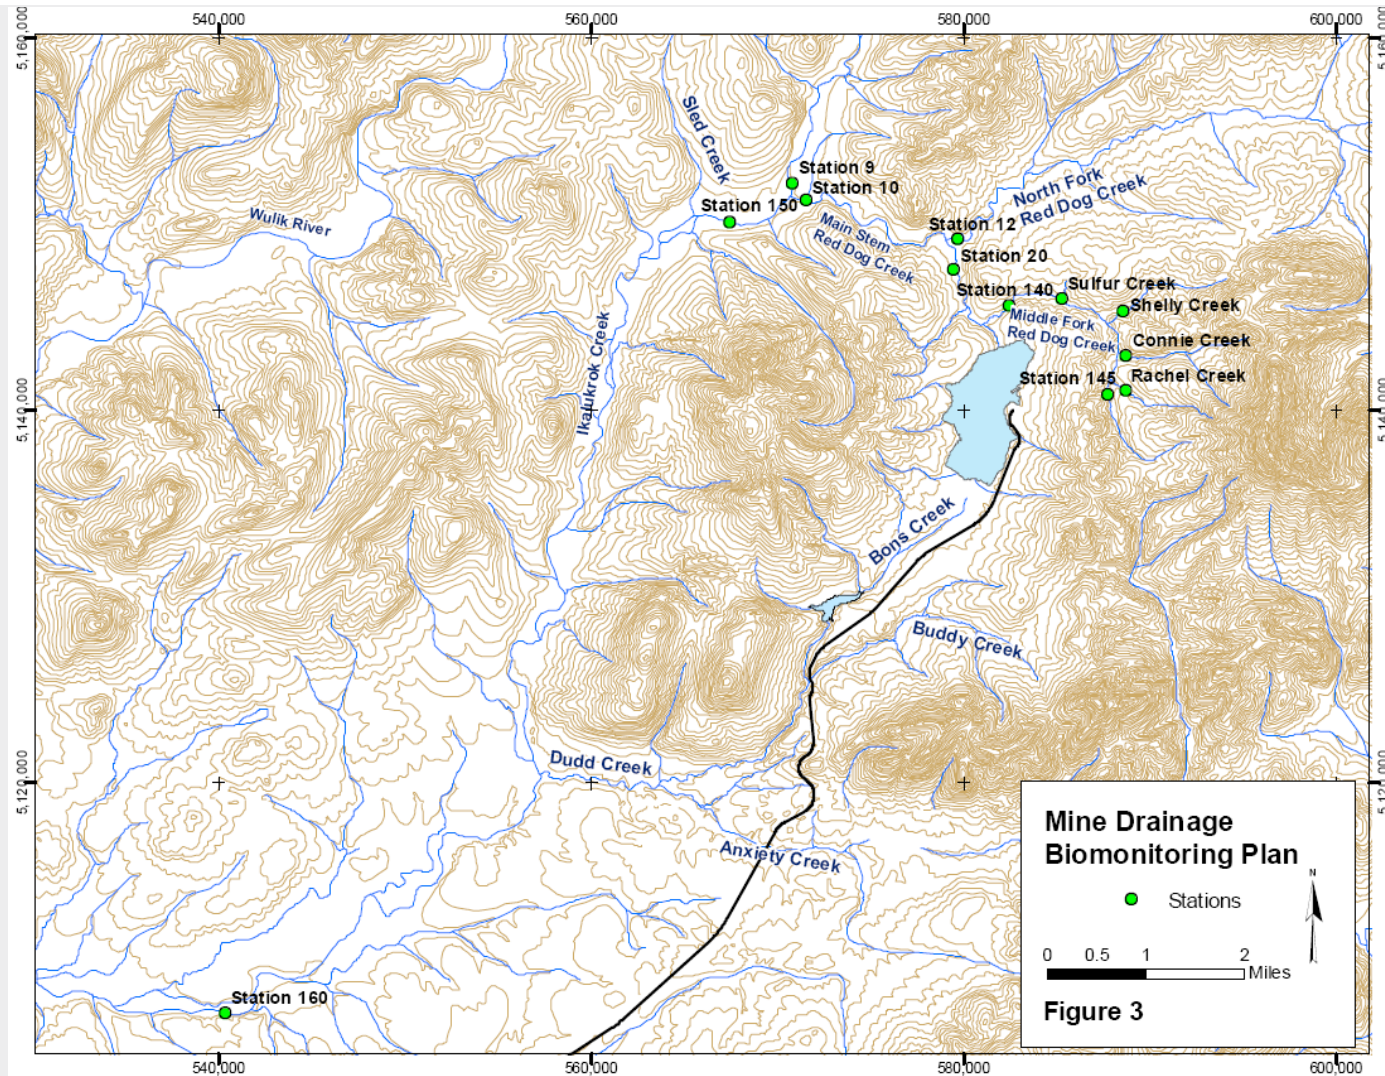 540,000
560,000
580,000
600,000
5,160,000
5,160,000
Sled Creek
Station 9
Station 10
Station 150
North Fork
Red Dog Creek
Wulik River
Main Stem
Red Dog Creek
Station 12
Station 20
Station 140
Sulfur Creek
Shelly Creek
Middle Fork
Red Dog Creek
Connie Creek
Ikalukrok Creek
Station 145
Rachel Creek
5,140,000
5,140,000
Bons Creek
Buddy Creek
Dudd Creek
5,120,000
5,120,000
Anxiety Creek
Mine Drainage
Biomonitoring Plan
N
Stations
0 0.5 1 2
Miles
Figure 3
Station 160
540,000
560,000
580,000
600,000